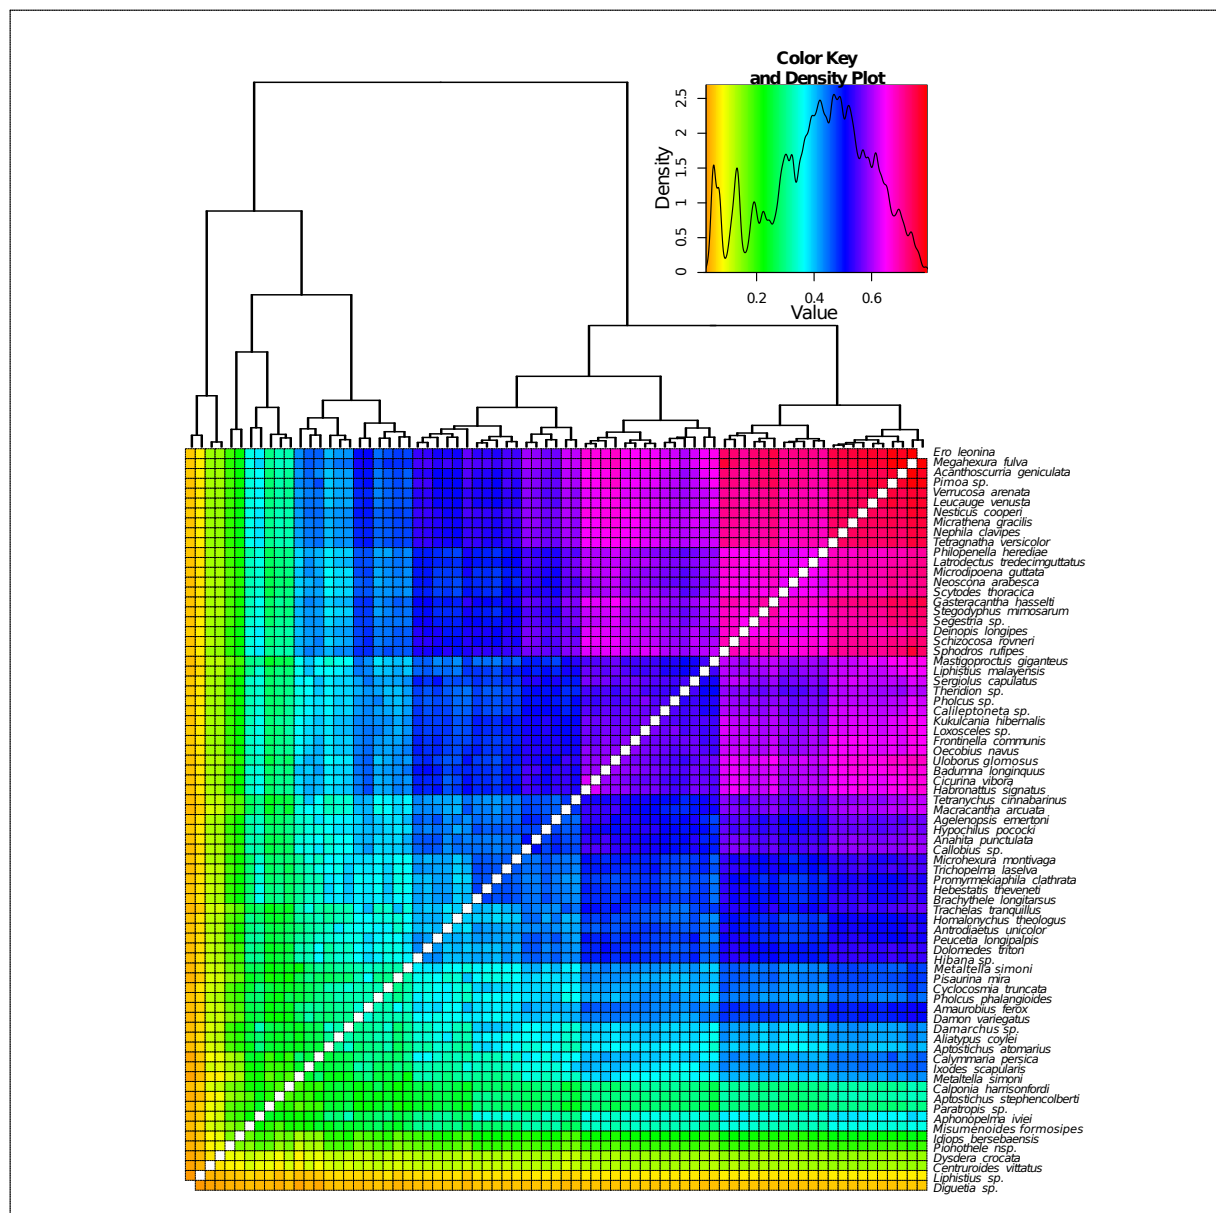 Color Key
and Density Plot
2.5
2
1.5
1
0.5
0
Density
0.2 0.4 0.6
Value
Ero leonina
Megahexura fulva
Acanthoscurria geniculata
Pimoa sp.
Verrucosa arenata
Leucauge venusta
Nesticus cooperi
Micrathena gracilis
Nephila clavipes
Tetragnatha versicolor
Philopenella herediae
Latrodectus tredecimguttatus
Microdipoena guttata
Neoscona arabesca
Scytodes thoracica
Gasteracantha hasselti
Stegodyphus mimosarum
Segestria sp.
Deinopis longipes
Schizocosa rovneri
Sphodros rufipes
Mastigoproctus giganteus
Liphistius malayensis
Sergiolus capulatus
Theridion sp.
Pholcus sp.
Calileptoneta sp.
Kukulcania hibernalis
Loxosceles sp.
Frontinella communis
Oecobius navus
Uloborus glomosus
Badumna longinquus
Cicurina vibora
Habronattus signatus
Tetranychus cinnabarinus
Macracantha arcuata
Agelenopsis emertoni
Hypochilus pococki
Anahita punctulata
Callobius sp.
Microhexura montivaga
Trichopelma laselva
Promyrmekiaphila clathrata
Hebestatis theveneti
Brachythele longitarsus
Trachelas tranquillus
Homalonychus theologus
Antrodiaetus unicolor
Peucetia longipalpis
Dolomedes triton
Hibana sp.
Metaltella simoni
Pisaurina mira
Cyclocosmia truncata
Pholcus phalangioides
Amaurobius ferox
Damon variegatus
Damarchus sp.
Aliatypus coylei
Aptostichus atomarius
Calymmaria persica
Ixodes scapularis
Metaltella simoni
Calponia harrisonfordi
Aptostichus stephencolberti
Paratropis sp.
Aphonopelma iviei
Misumenoides formosipes
Idiops bersebaensis
Pionothele nsp.
Dysdera crocata
Centruroides vittatus
Liphistius sp.
Diguetia sp.